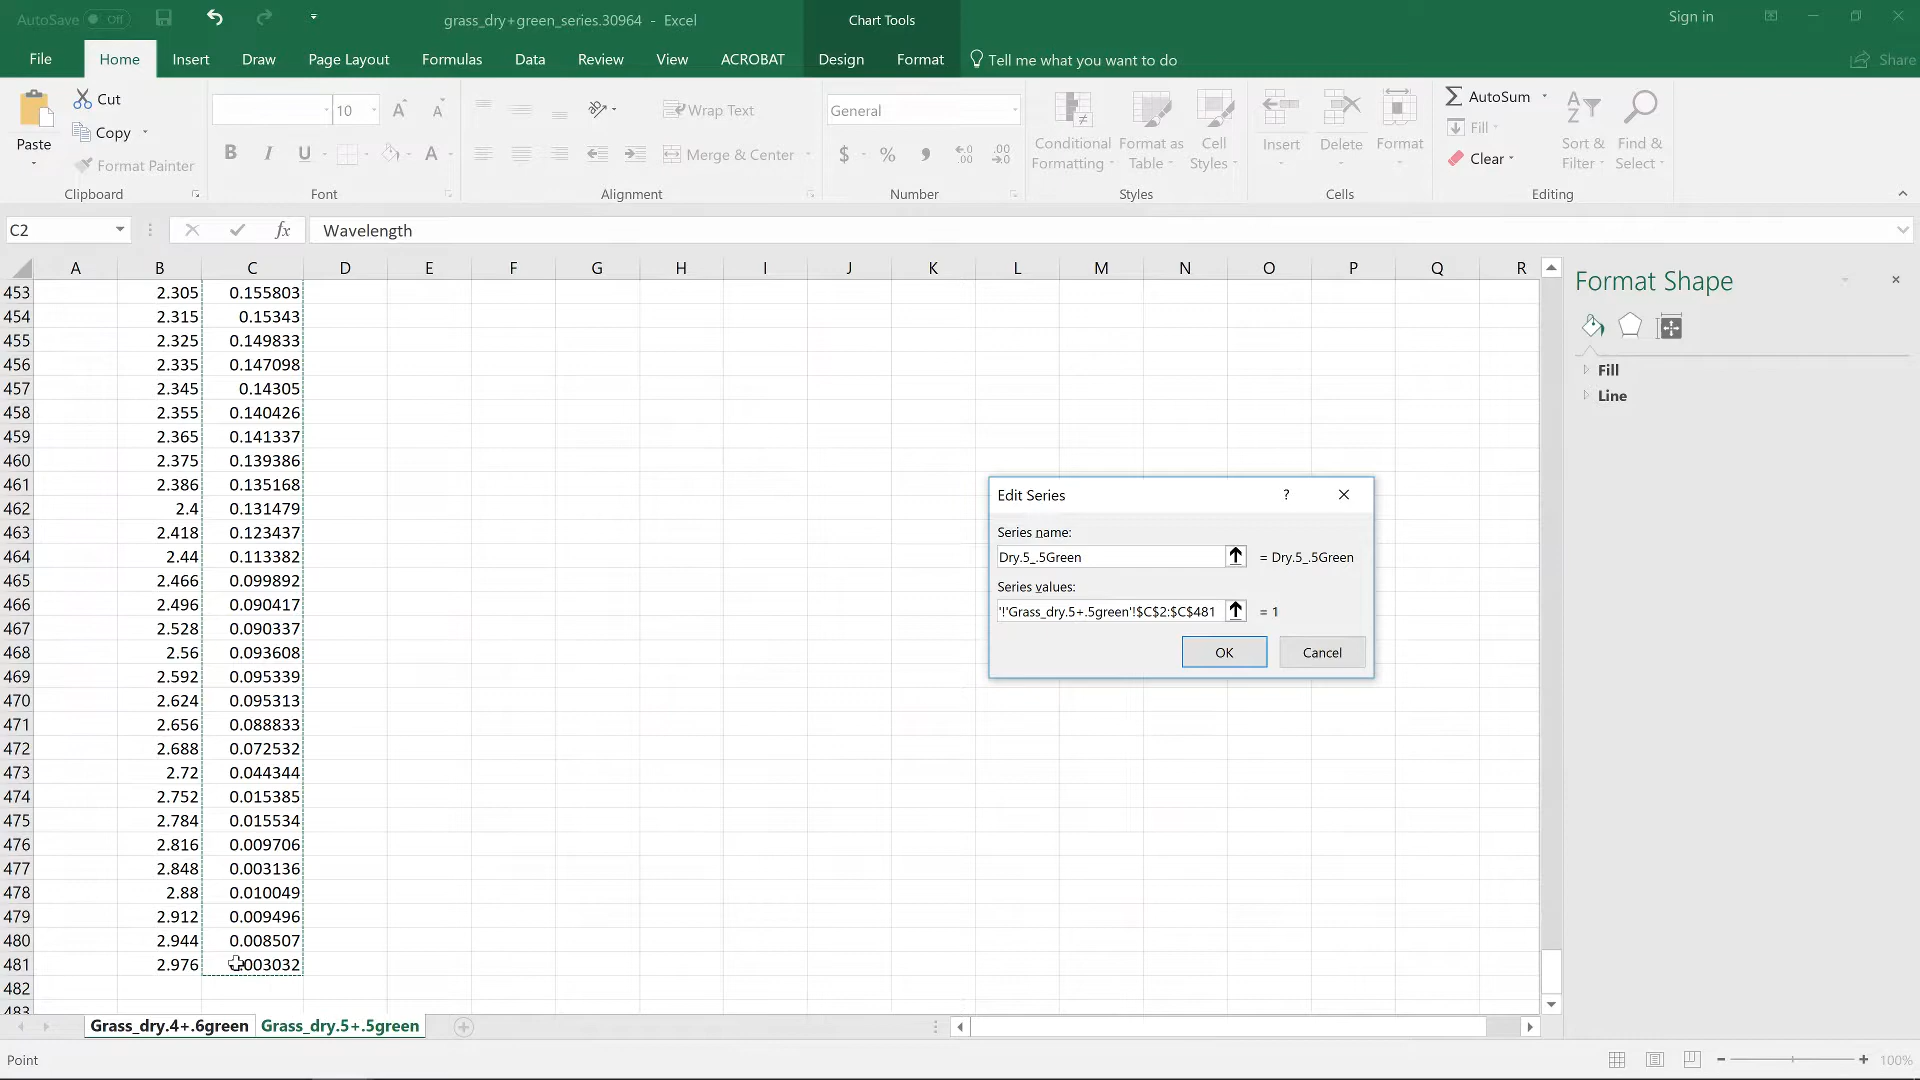 AutoSave Off
grass_dry+green_series.30964 - Excel
Chart Tools
Sign in
File Home Insert Draw Page Layout Formulas Data Review View ACROBAT Design Format Tell me what you want to do Share
Paste
Cut
Copy
Format Painter
Clipboard
10
A A
B I U A
Font
Wrap Text
Merge & Center
Alignment
General
$ % ,
Number
Conditional Formatting
Format as Table
Cell Styles
Styles
Insert Delete Format
Cells
AutoSum
Fill
Clear
Sort & Filter
Find & Select
Editing
C2 fx Wavelength
A B C D E F G H I J K L M N O P Q R
453 2.305 0.155803
454 2.315 0.15343
455 2.325 0.149833
456 2.335 0.147098
457 2.345 0.14305
458 2.355 0.140426
459 2.365 0.141337
460 2.375 0.139386
461 2.386 0.135168
462 2.4 0.131479
463 2.418 0.123437
464 2.44 0.113382
465 2.466 0.099892
466 2.496 0.090417
467 2.528 0.090337
468 2.56 0.093608
469 2.592 0.095339
470 2.624 0.095313
471 2.656 0.088833
472 2.688 0.072532
473 2.72 0.044344
474 2.752 0.015385
475 2.784 0.015534
476 2.816 0.009706
477 2.848 0.003136
478 2.88 0.010049
479 2.912 0.009496
480 2.944 0.008507
481 2.976
482
483
Edit Series ?
Series name:
Dry.5_.5Green = Dry.5_.5Green
Series values:
'!'Grass_dry.5+.5green'!$C$2:$C$481 = 1
OK Cancel
Format Shape
Fill
Line
Grass_dry.4+.6green Grass_dry.5+.5green
Point
100%